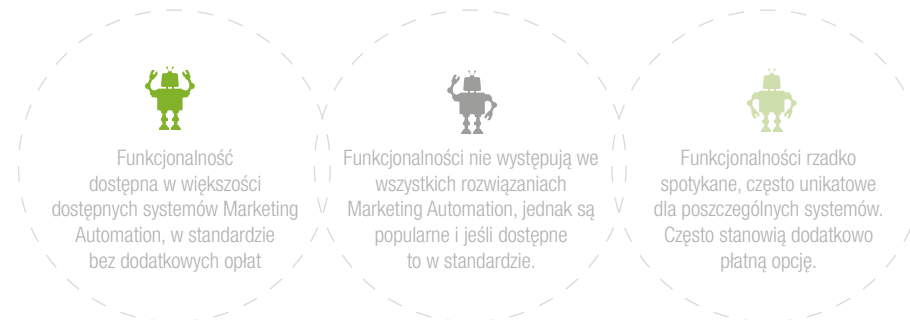 Funkcjonalność
dostępna w większości
dostępnych systemów Marketing
Automation, w standardzie
bez dodatkowych opłat
Funkcjonalności nie występują we
wszystkich rozwiązaniach
Marketing Automation, jednak są
popularne i jeśli dostępne
to w standardzie.
Funkcjonalności rzadko
spotykane, często unikatowe
dla poszczególnych systemów.
Często stanowią dodatkowo
płatną opcję.